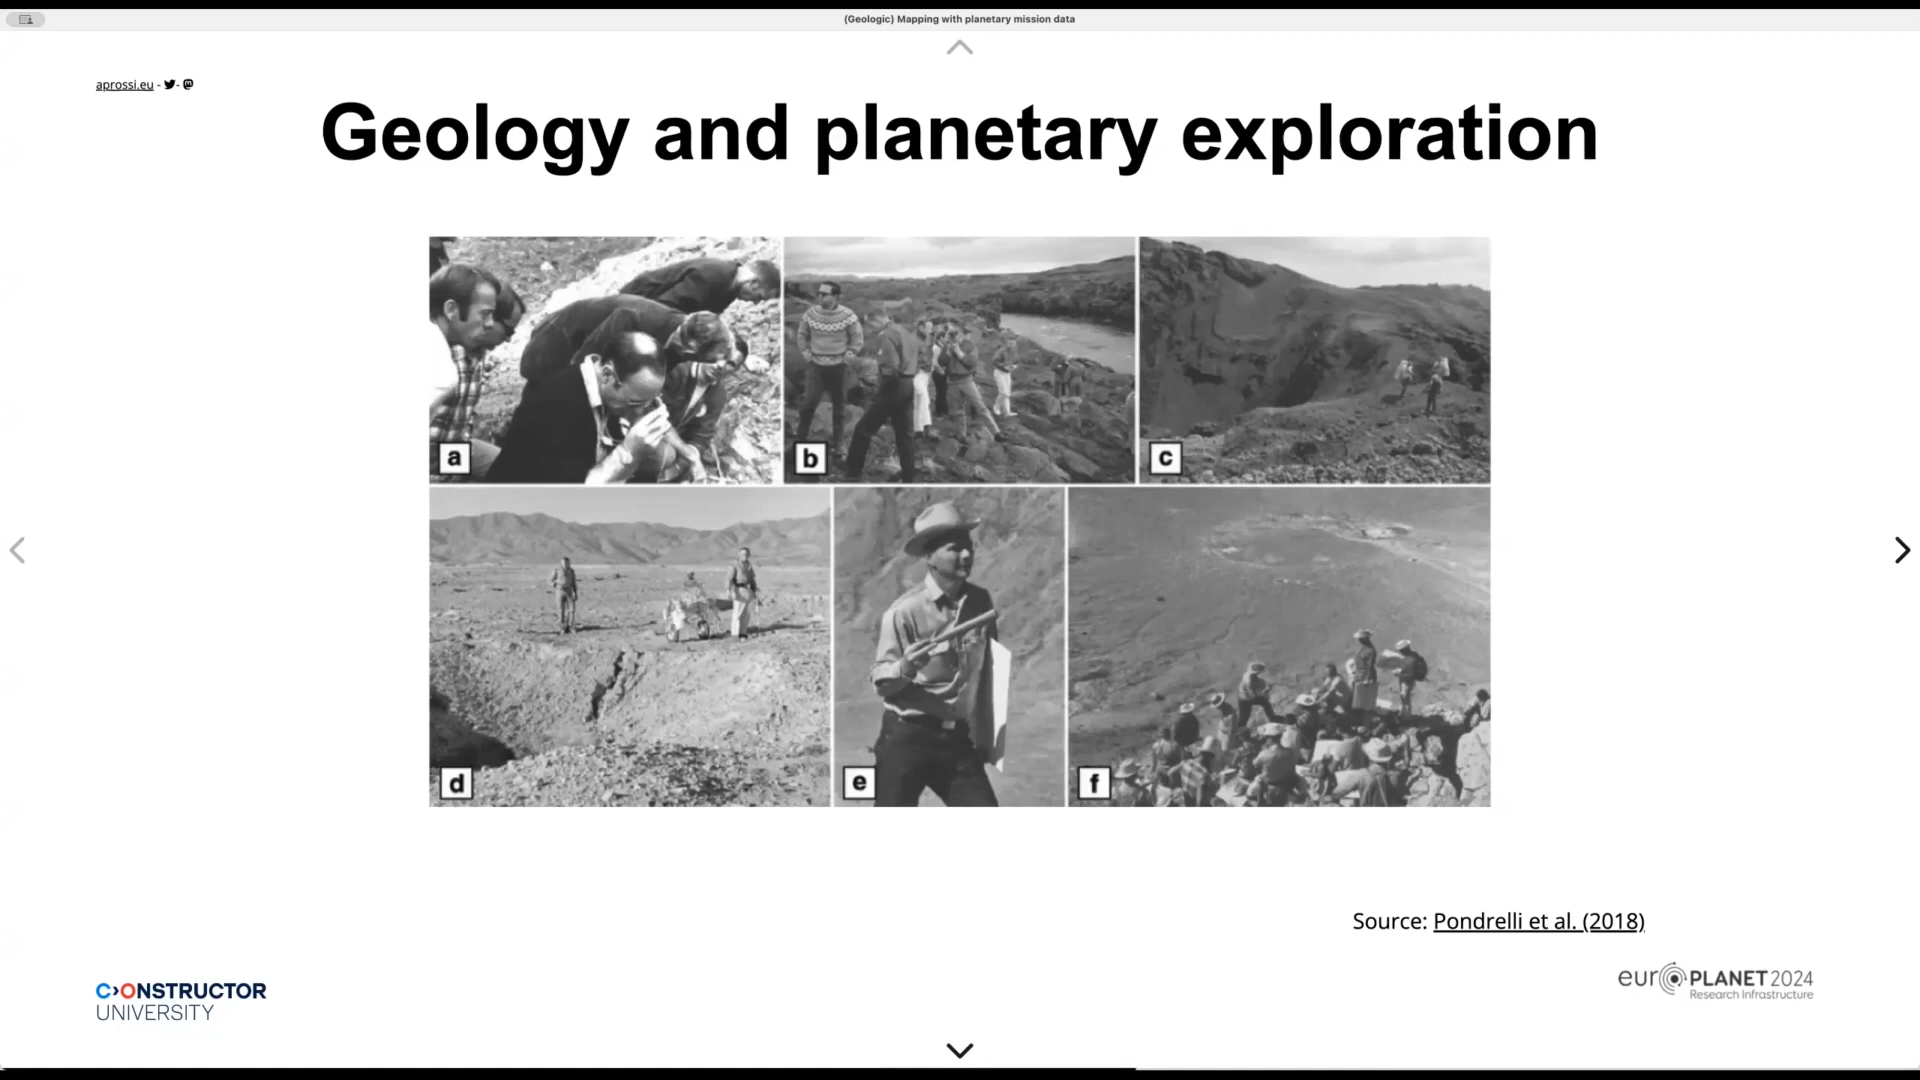 (Geologic) Mapping with planetary mission data
aprossi.eu - -
Geology and planetary exploration
a
b
c
d
e
f
Source: Pondrelli et al. (2018)
CONSTRUCTOR
UNIVERSITY
europlanet 2024
Research Infrastructure